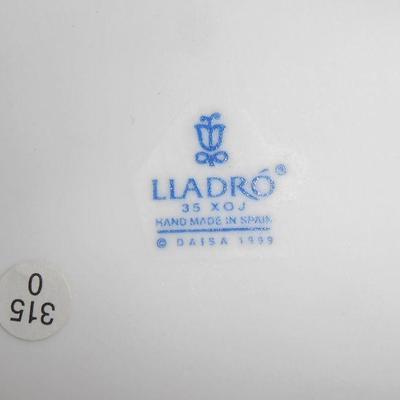 LLADRÓ®
35 XOJ
HAND MADE IN SPAIN
© DAISA 1999
315
0